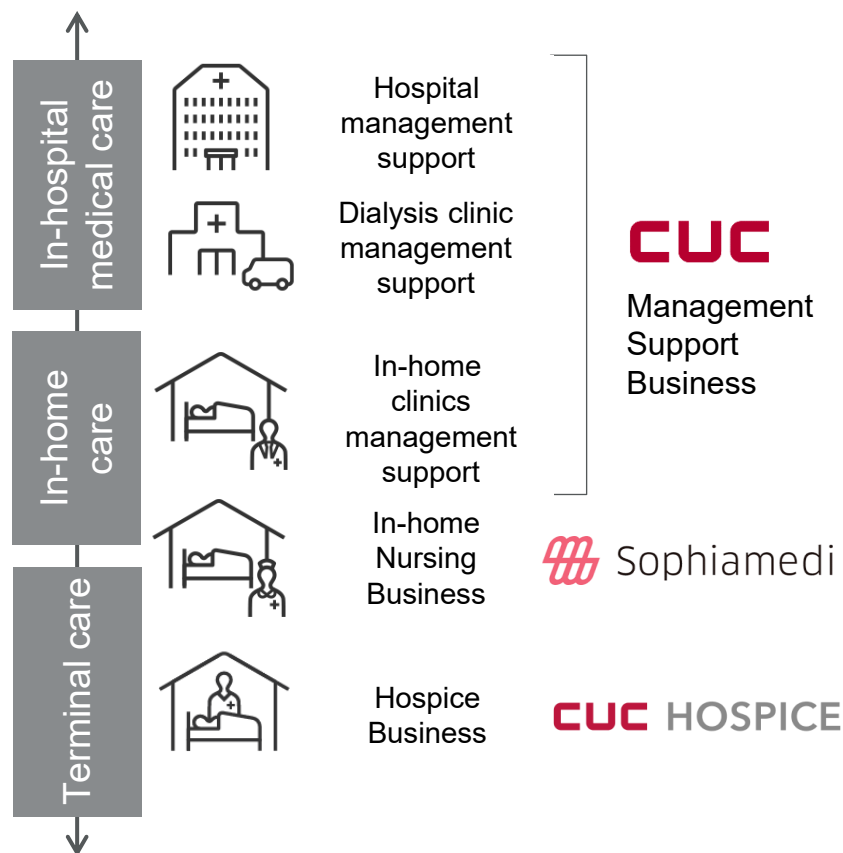 In-hospital
medical care
Hospital
management
support
Dialysis clinic
management
support
CUC
Management
Support
Business
In-home
care
In-home
clinics
management
support
In-home
Nursing
Business
Sophiamedi
Terminal care
Hospice
Business
CUC HOSPICE